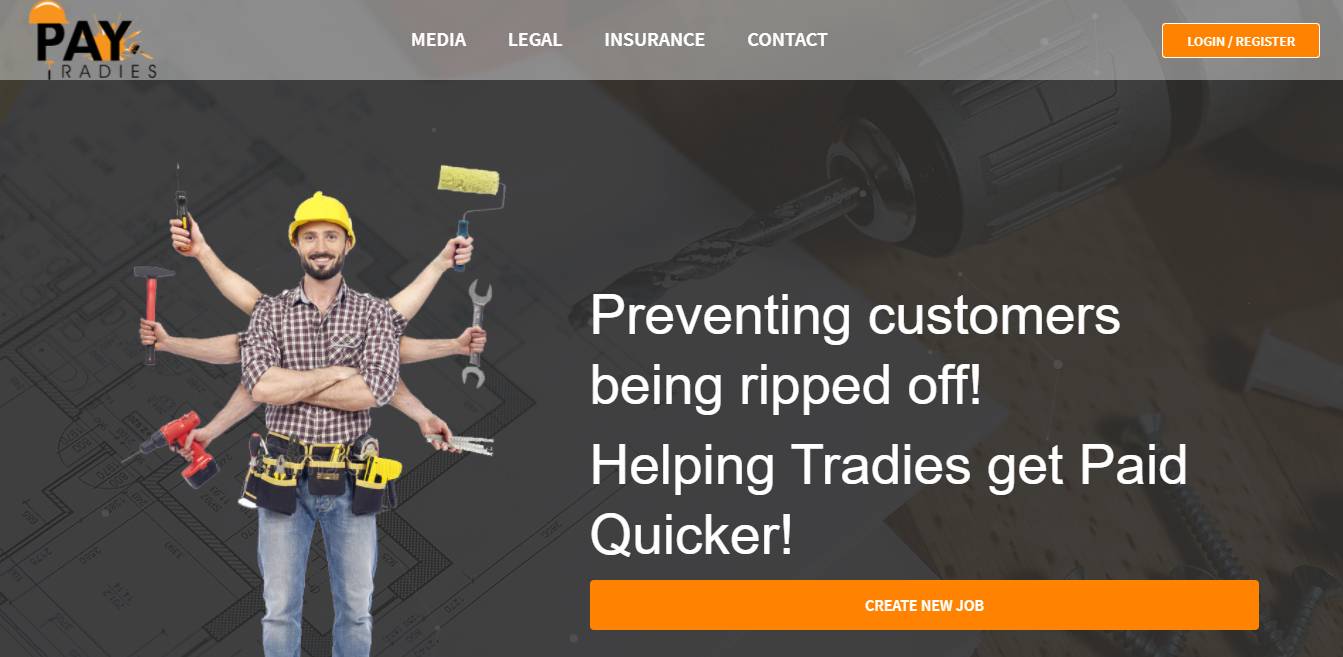 PAY
TRADIES
MEDIA LEGAL INSURANCE CONTACT
LOGIN / REGISTER
Preventing customers
being ripped off!
Helping Tradies get Paid
Quicker!
CREATE NEW JOB